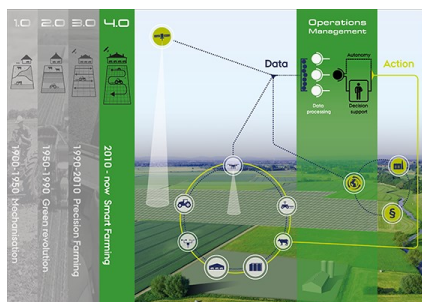 1.0
2.0
3.0
4.0
1900-1950 Mechanisation
1950-1990 Green revolution
1990-2010 Precision Farming
2010 - now Smart Farming
Data
Operations
Management
Data
processing
Autonomy
Decision
support
Action
§